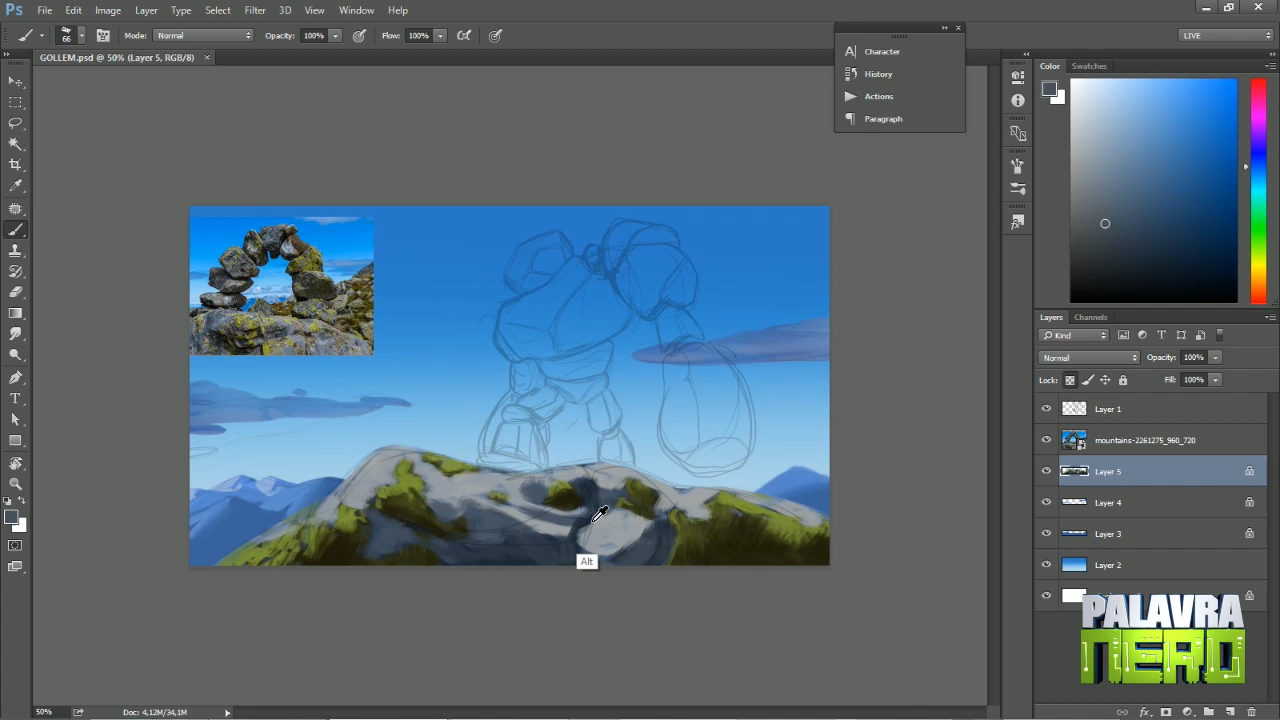 Ps File Edit Image Layer Type Select Filter 3D View Window Help
66 Mode: Normal Opacity: 100% Flow: 100% LIVE
GOLLEM.psd @ 50% (Layer 5, RGB/8) ×
Character
History
Actions
Paragraph
Color Swatches
Layers Channels
Kind
Normal Opacity: 100%
Lock: Fill: 100%
Layer 1
mountains-2261275_960_720
Layer 5
Layer 4
Layer 3
Layer 2
Alt
PALAVRA
NERD
50% Doc: 4,12M/34,1M